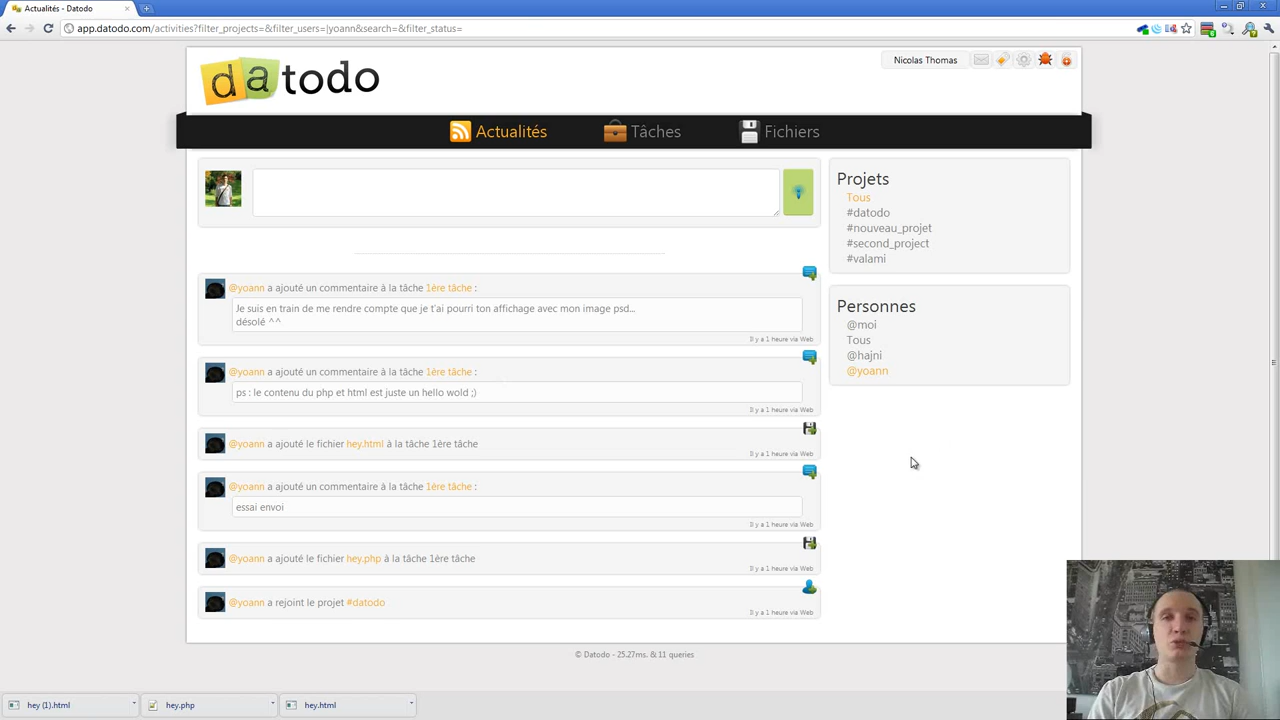 Actualités - Datodo
app.datodo.com/activities?filter_projects=&filter_users=|yoann&search=&filter_status=
datodo
Nicolas Thomas
Actualités
Tâches
Fichiers
Projets
Tous
#datodo
#nouveau_projet
#second_project
#valami
Personnes
@moi
Tous
@hajni
@yoann
@yoann a ajouté un commentaire à la tâche 1ère tâche :
Je suis en train de me rendre compte que je t'ai pourri ton affichage avec mon image psd...
désolé ^^
Il y a 1 heure via Web
@yoann a ajouté un commentaire à la tâche 1ère tâche :
ps : le contenu du php et html est juste un hello wold ;)
Il y a 1 heure via Web
@yoann a ajouté le fichier hey.html à la tâche 1ère tâche
Il y a 1 heure via Web
@yoann a ajouté un commentaire à la tâche 1ère tâche :
essai envoi
Il y a 1 heure via Web
@yoann a ajouté le fichier hey.php à la tâche 1ère tâche
Il y a 1 heure via Web
@yoann a rejoint le projet #datodo
Il y a 1 heure via Web
© Datodo - 25.27ms. & 11 queries
hey (1).html
hey.php
hey.html